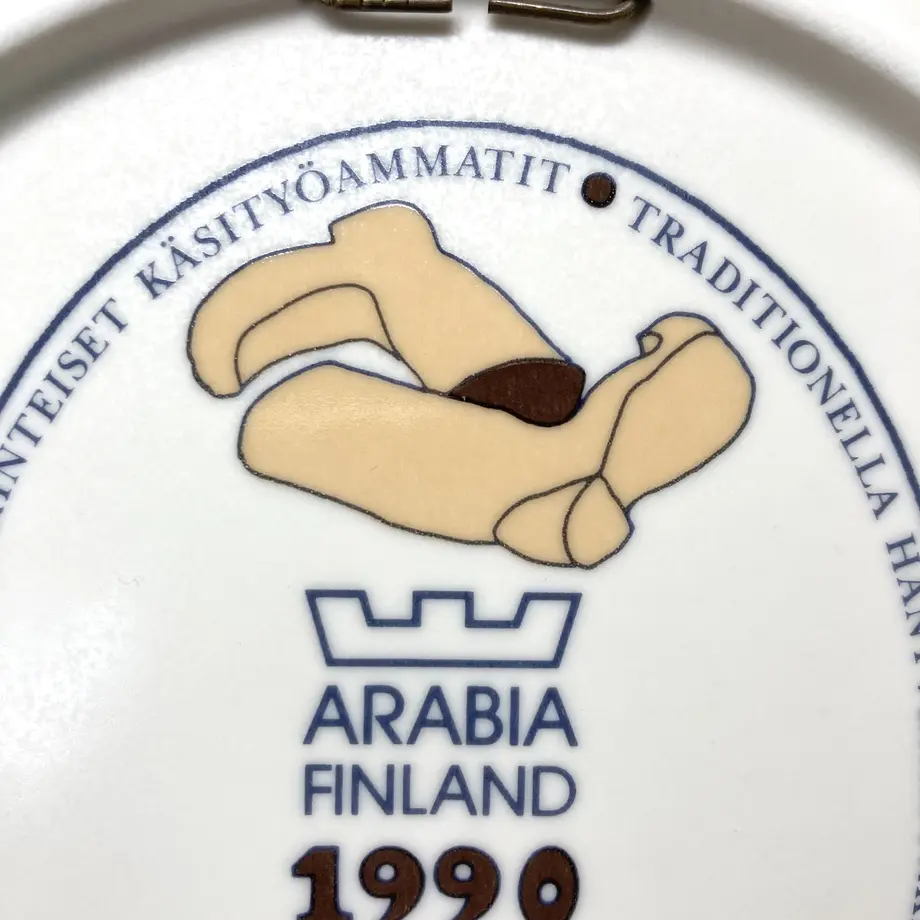 KÄSITYÖAMMATIT • TRADITIONELLA
ARABIA
FINLAND
1990